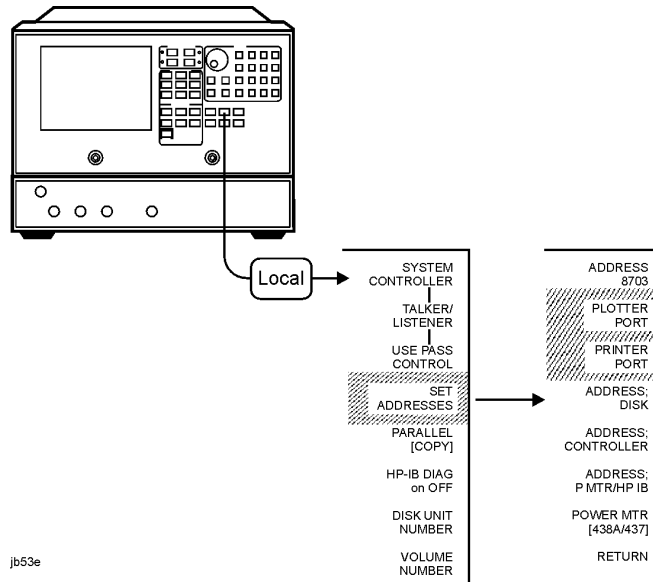 Local
SYSTEM
CONTROLLER
TALKER/
LISTENER
USE PASS
CONTROL
SET
ADDRESSES
PARALLEL
[COPY]
HP-IB DIAG
on OFF
DISK UNIT
NUMBER
VOLUME
NUMBER
ADDRESS
8703
PLOTTER
PORT
PRINTER
PORT
ADDRESS;
DISK
ADDRESS;
CONTROLLER
ADDRESS;
P MTR/HP IB
POWER MTR
[438A/437]
RETURN
jb53e